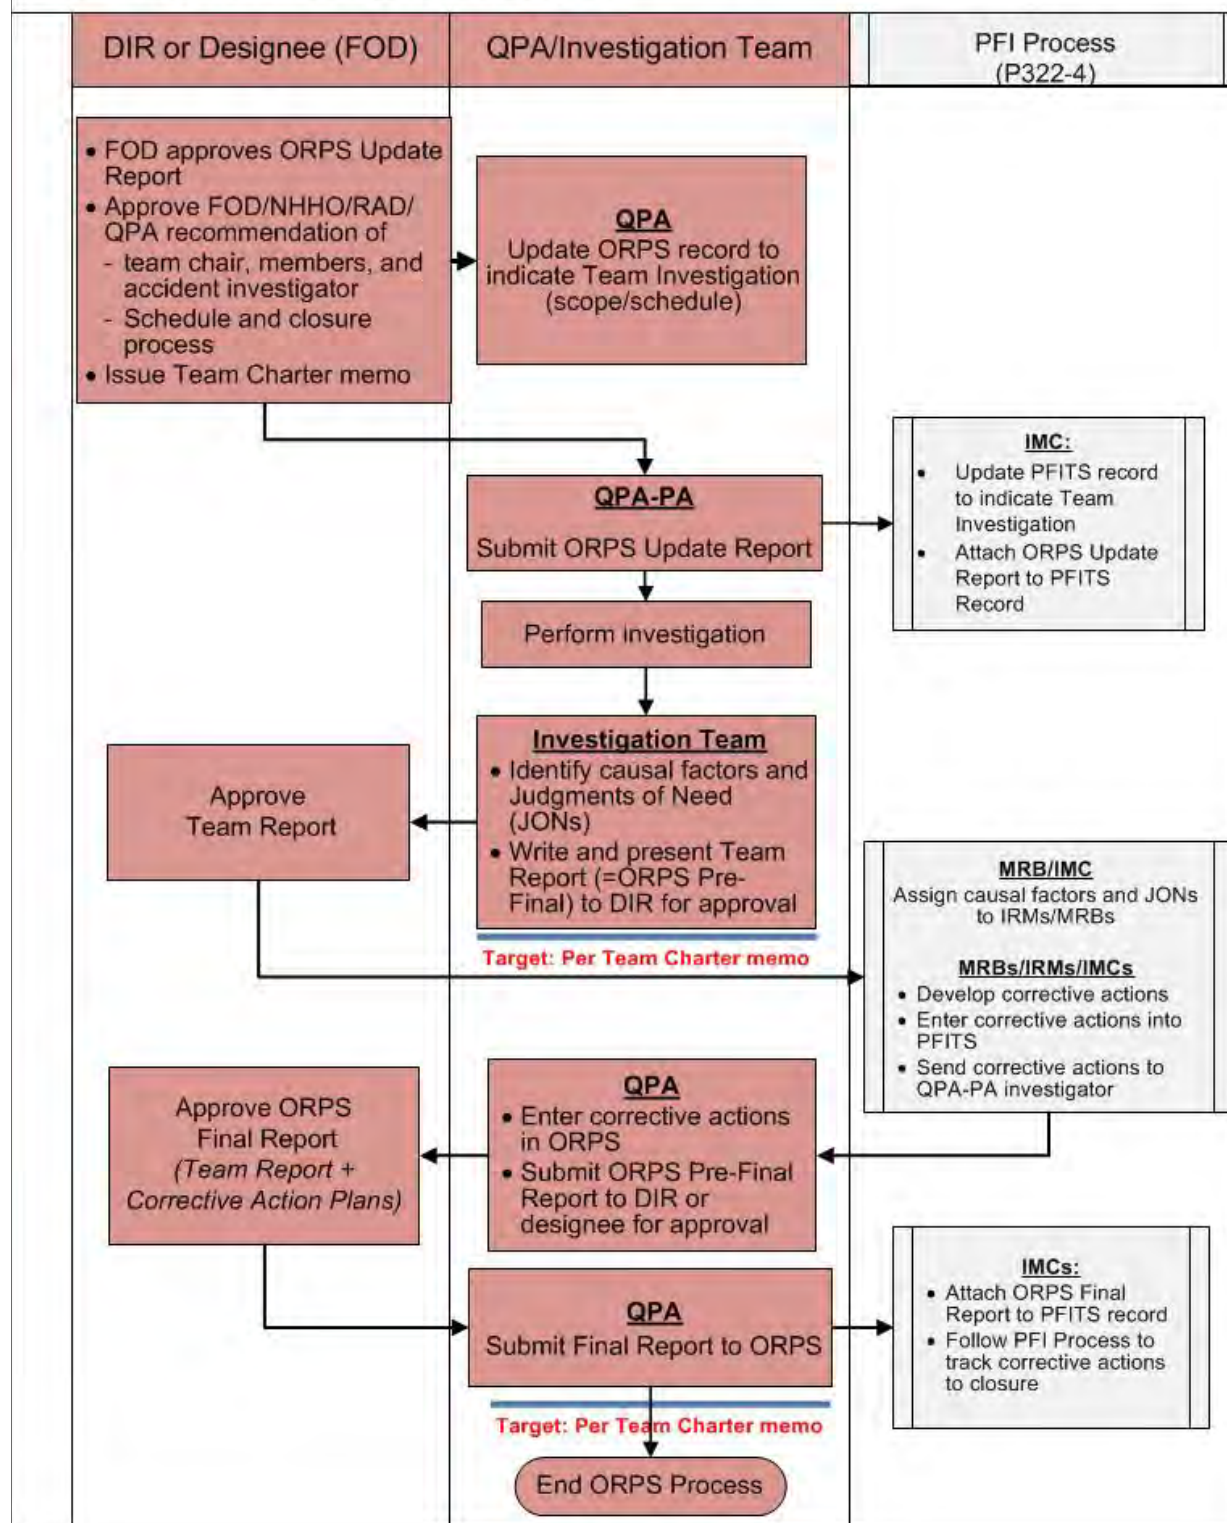 DIR or Designee (FOD)
QPA/Investigation Team
PFI Process
(P322-4)
• FOD approves ORPS Update
Report
• Approve FOD/NHHO/RAD/
QPA recommendation of
- team chair, members, and
accident investigator
- Schedule and closure
process
• Issue Team Charter memo
QPA
Update ORPS record to
indicate Team Investigation
(scope/schedule)
IMC:
• Update PFITS record
to indicate Team
Investigation
• Attach ORPS Update
Report to PFITS
Record
QPA-PA
Submit ORPS Update Report
Perform investigation
Investigation Team
• Identify causal factors and
Judgments of Need
(JONs)
• Write and present Team
Report (=ORPS Pre-
Final) to DIR for approval
Target: Per Team Charter memo
Approve
Team Report
MRB/IMC
Assign causal factors and JONs
to IRMs/MRBs
MRBs/IRMs/IMCs
• Develop corrective actions
• Enter corrective actions into
PFITS
• Send corrective actions to
QPA-PA investigator
QPA
• Enter corrective actions
in ORPS
• Submit ORPS Pre-Final
Report to DIR or
designee for approval
Approve ORPS
Final Report
(Team Report +
Corrective Action Plans)
QPA
Submit Final Report to ORPS
Target: Per Team Charter memo
IMCs:
• Attach ORPS Final
Report to PFITS record
• Follow PFI Process to
track corrective actions
to closure
End ORPS Process